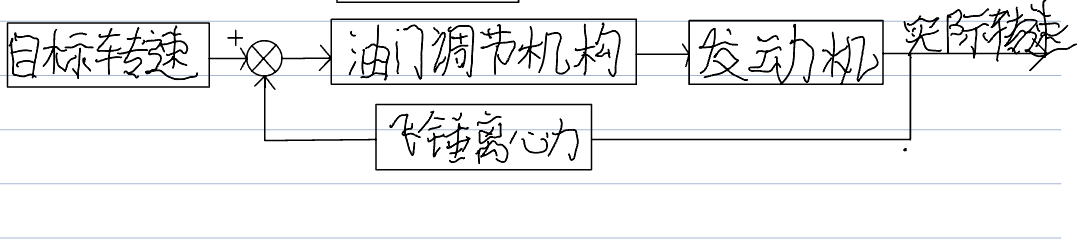 目标转速
+
油门调节机构
发动机
实际转速
飞锤离心力